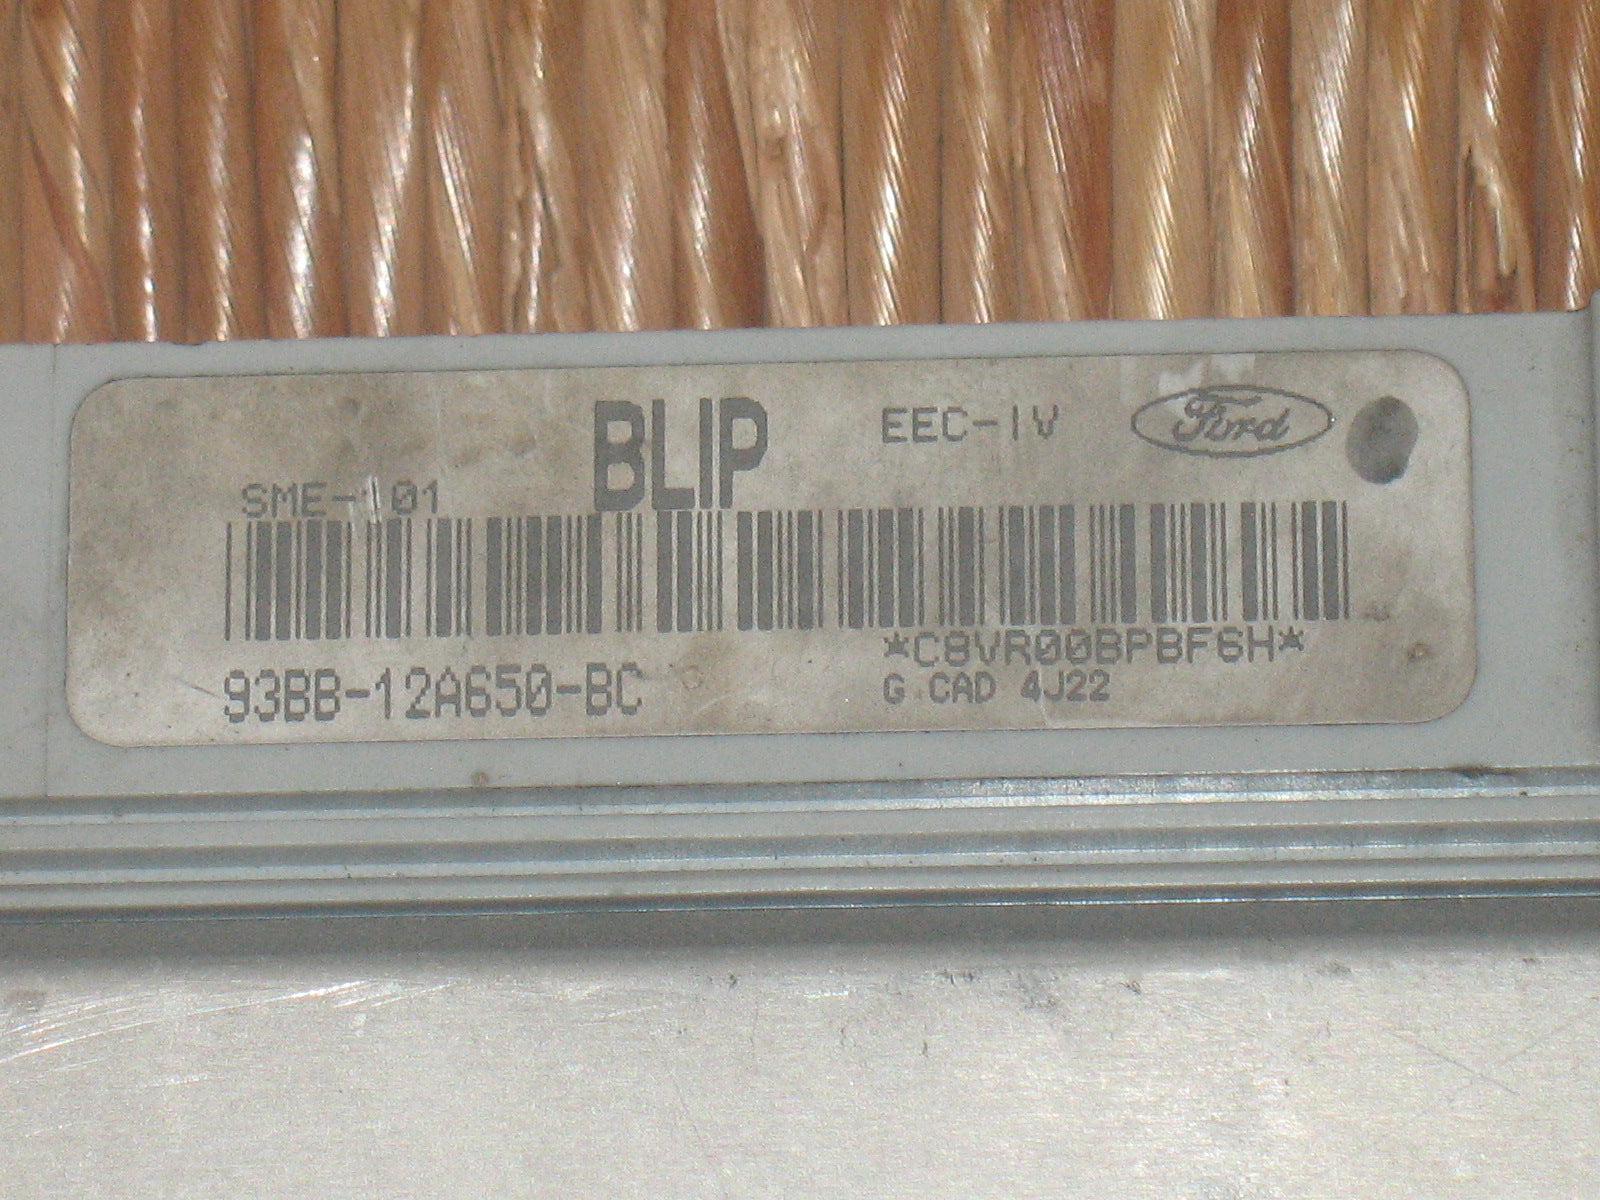 BLIP EEC-IV Ford
SME-101
*C8VR00BPBF6H*
93BB-12A650-BC G CAD 4J22